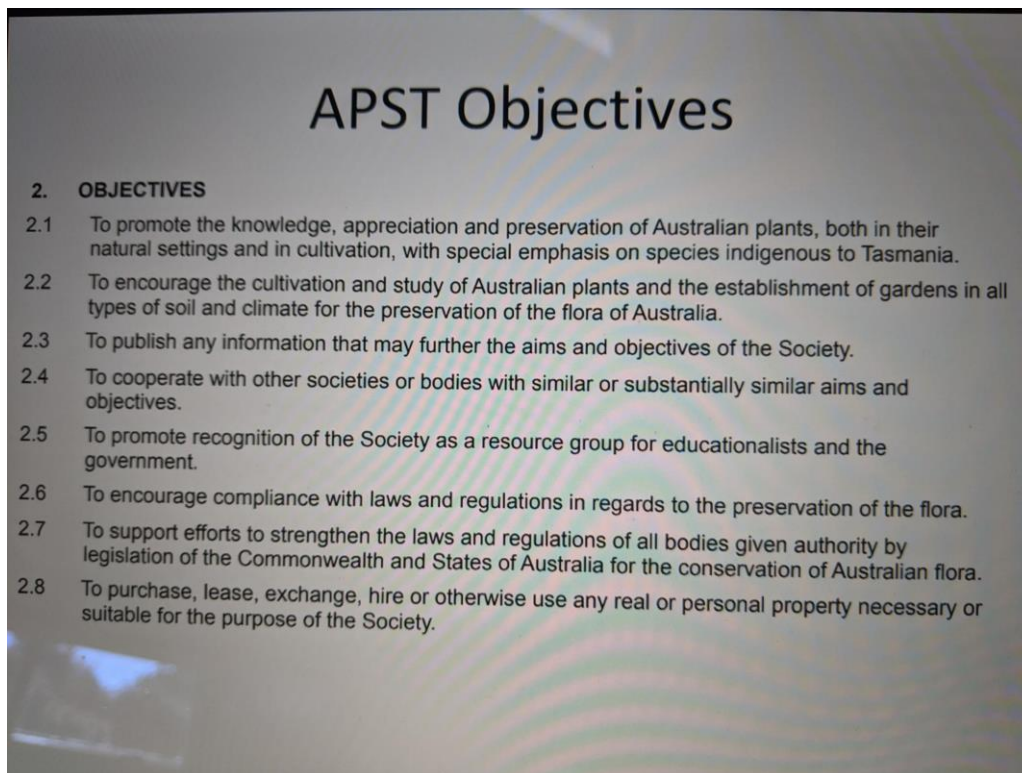 APST Objectives
2. OBJECTIVES
2.1 To promote the knowledge, appreciation and preservation of Australian plants, both in their
natural settings and in cultivation, with special emphasis on species indigenous to Tasmania.
2.2 To encourage the cultivation and study of Australian plants and the establishment of gardens in all
types of soil and climate for the preservation of the flora of Australia.
2.3 To publish any information that may further the aims and objectives of the Society.
2.4 To cooperate with other societies or bodies with similar or substantially similar aims and
objectives.
2.5 To promote recognition of the Society as a resource group for educationalists and the
government.
2.6 To encourage compliance with laws and regulations in regards to the preservation of the flora.
2.7 To support efforts to strengthen the laws and regulations of all bodies given authority by
legislation of the Commonwealth and States of Australia for the conservation of Australian flora.
2.8 To purchase, lease, exchange, hire or otherwise use any real or personal property necessary or
suitable for the purpose of the Society.